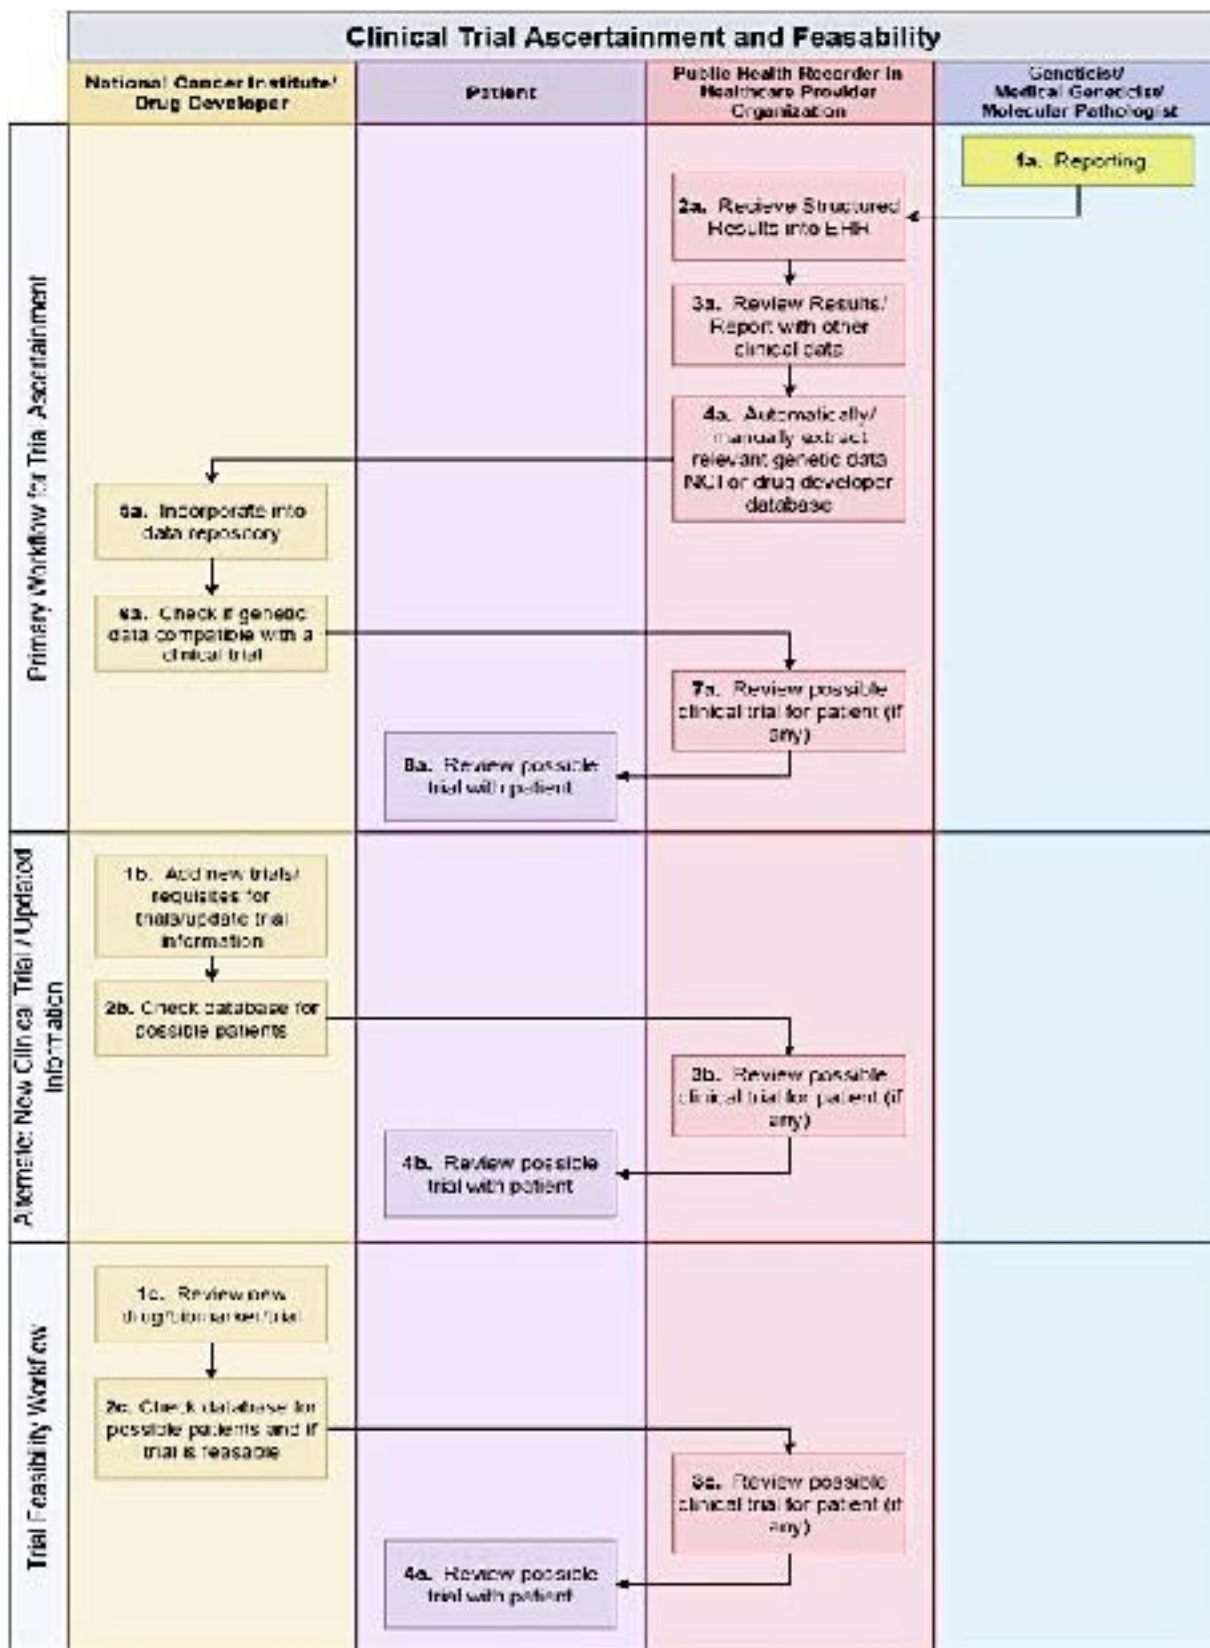 Clinical Trial Ascertainment and Feasability
National Cancer Institute/
Drug Developer
Patient
Public Health Recorder in
Healthcare Provider
Organization
Geneticist/
Medical Geneticist/
Molecular Pathologist
Primary Workflow for Trial Ascertainment
1a. Reporting
2a. Recieve Structured
Results into EHR
3a. Review Results/
Report with other
clinical data
4a. Automatically/
manually extract
relevant genetic data
NCI or drug developer
database
5a. Incorporate into
data repository
6a. Check if genetic
data compatible with a
clinical trial
7a. Review possible
clinical trial for patient (if
any)
8a. Review possible
trial with patient
Alternate: New Clinical Trial / Updated
Information
1b. Add new trials/
requisites for
trials/update trial
information
2b. Check database for
possible patients
3b. Review possible
clinical trial for patient (if
any)
4b. Review possible
trial with patient
Trial Feasibility Workflow
1c. Review new
drug/biomarker/trial
2c. Check database for
possible patients and if
trial is feasable
3c. Review possible
clinical trial for patient (if
any)
4c. Review possible
trial with patient